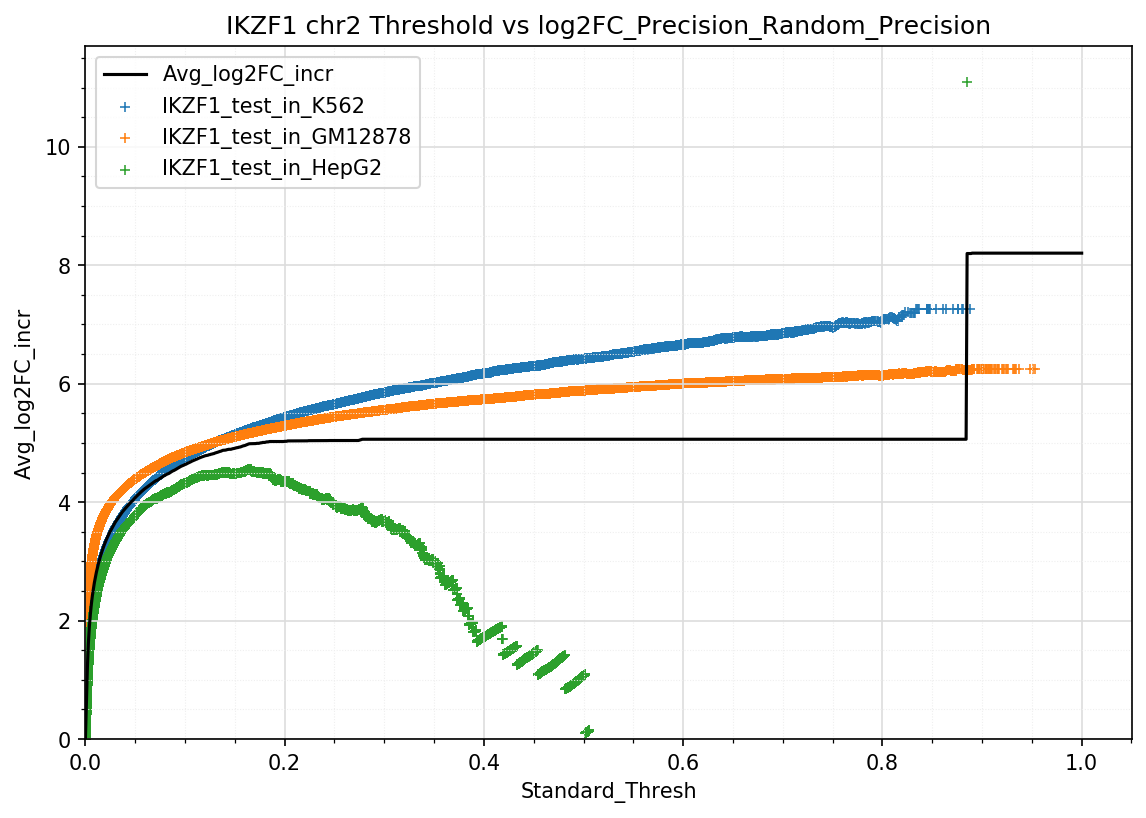 IKZF1 chr2 Threshold vs log2FC_Precision_Random_Precision
Avg_log2FC_incr
IKZF1_test_in_K562
IKZF1_test_in_GM12878
IKZF1_test_in_HepG2
Avg_log2FC_incr
10
8
6
4
2
0
0.0 0.2 0.4 0.6 0.8 1.0
Standard_Thresh